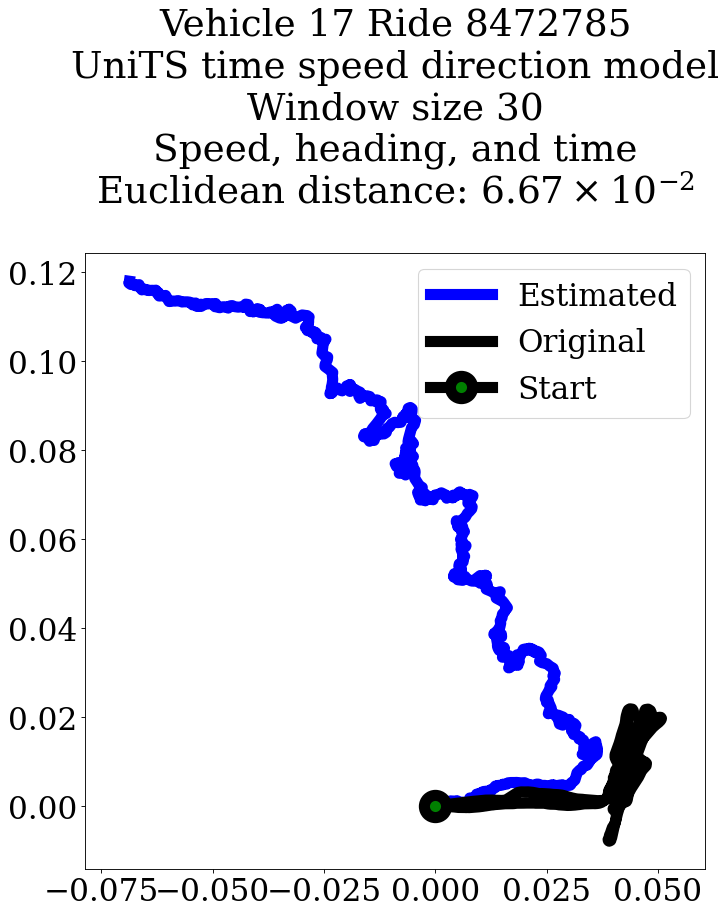 Vehicle 17 Ride 8472785
UniTS time speed direction model
Window size 30
Speed, heading, and time
Euclidean distance: 6.67 × 10⁻²
Estimated
Original
Start
0.12
0.10
0.08
0.06
0.04
0.02
0.00
−0.075 −0.050 −0.025 0.000 0.025 0.050